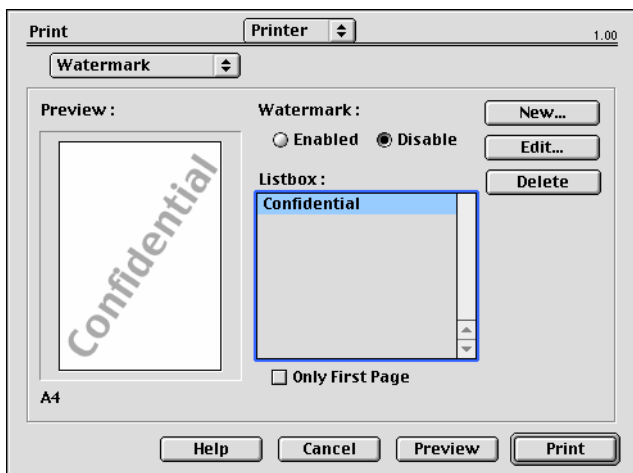 Print Printer 1.00
Watermark
Preview : Watermark : New...
Enabled Disable Edit...
Listbox : Delete
Confidential
Confidential
Only First Page
A4
Help Cancel Preview Print